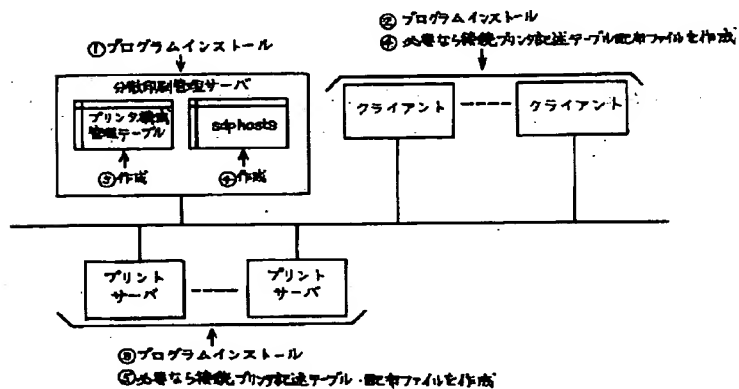 ①プログラムインストール
②プログラムインストール
④必要なら接続プリンタ記述テーブル配布ファイルを作成
分散印刷管理サーバ
プリンタ構成
管理テーブル
sdphosts
作成
作成
クライアント
クライアント
プリント
サーバ
プリント
サーバ
③プログラムインストール
⑤必要なら接続プリンタ記述テーブル・配布ファイルを作成